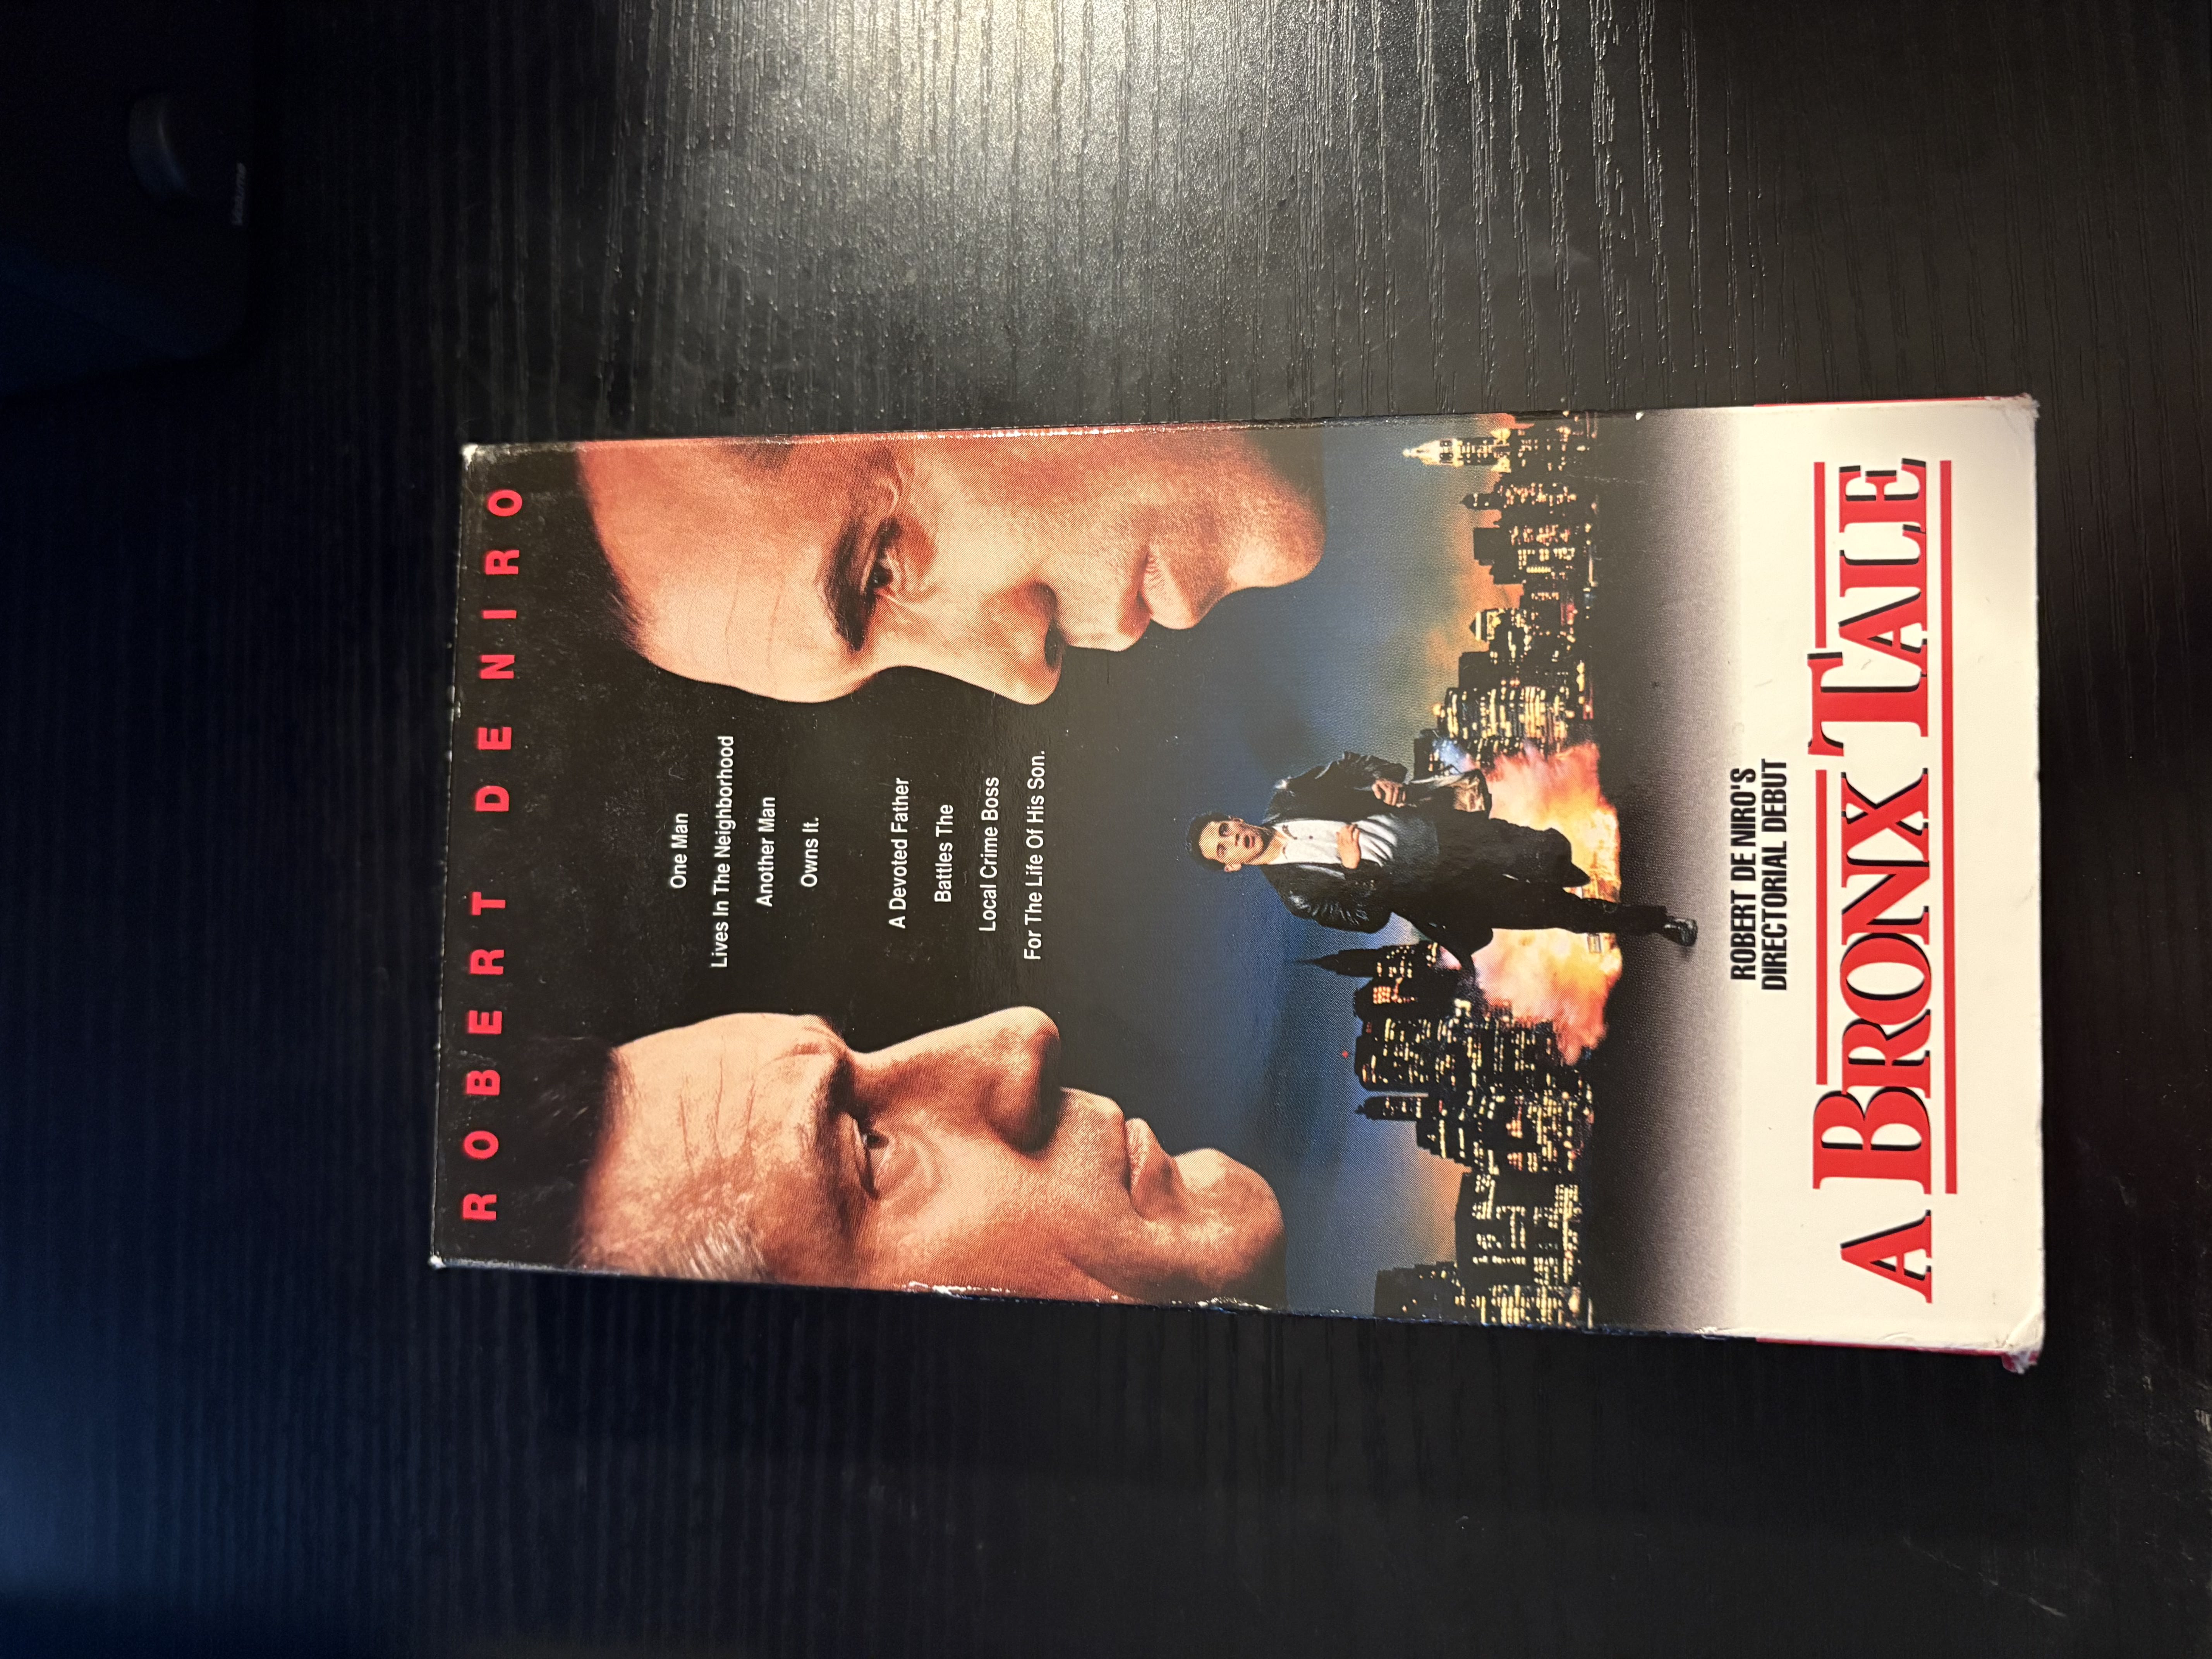 Volume
ROBERT DE NIRO
One Man
Lives In The Neighborhood
Another Man
Owns It.
A Devoted Father
Battles The
Local Crime Boss
For The Life Of His Son.
ROBERT DE NIRO'S
DIRECTORIAL DEBUT
A BRONX TALE